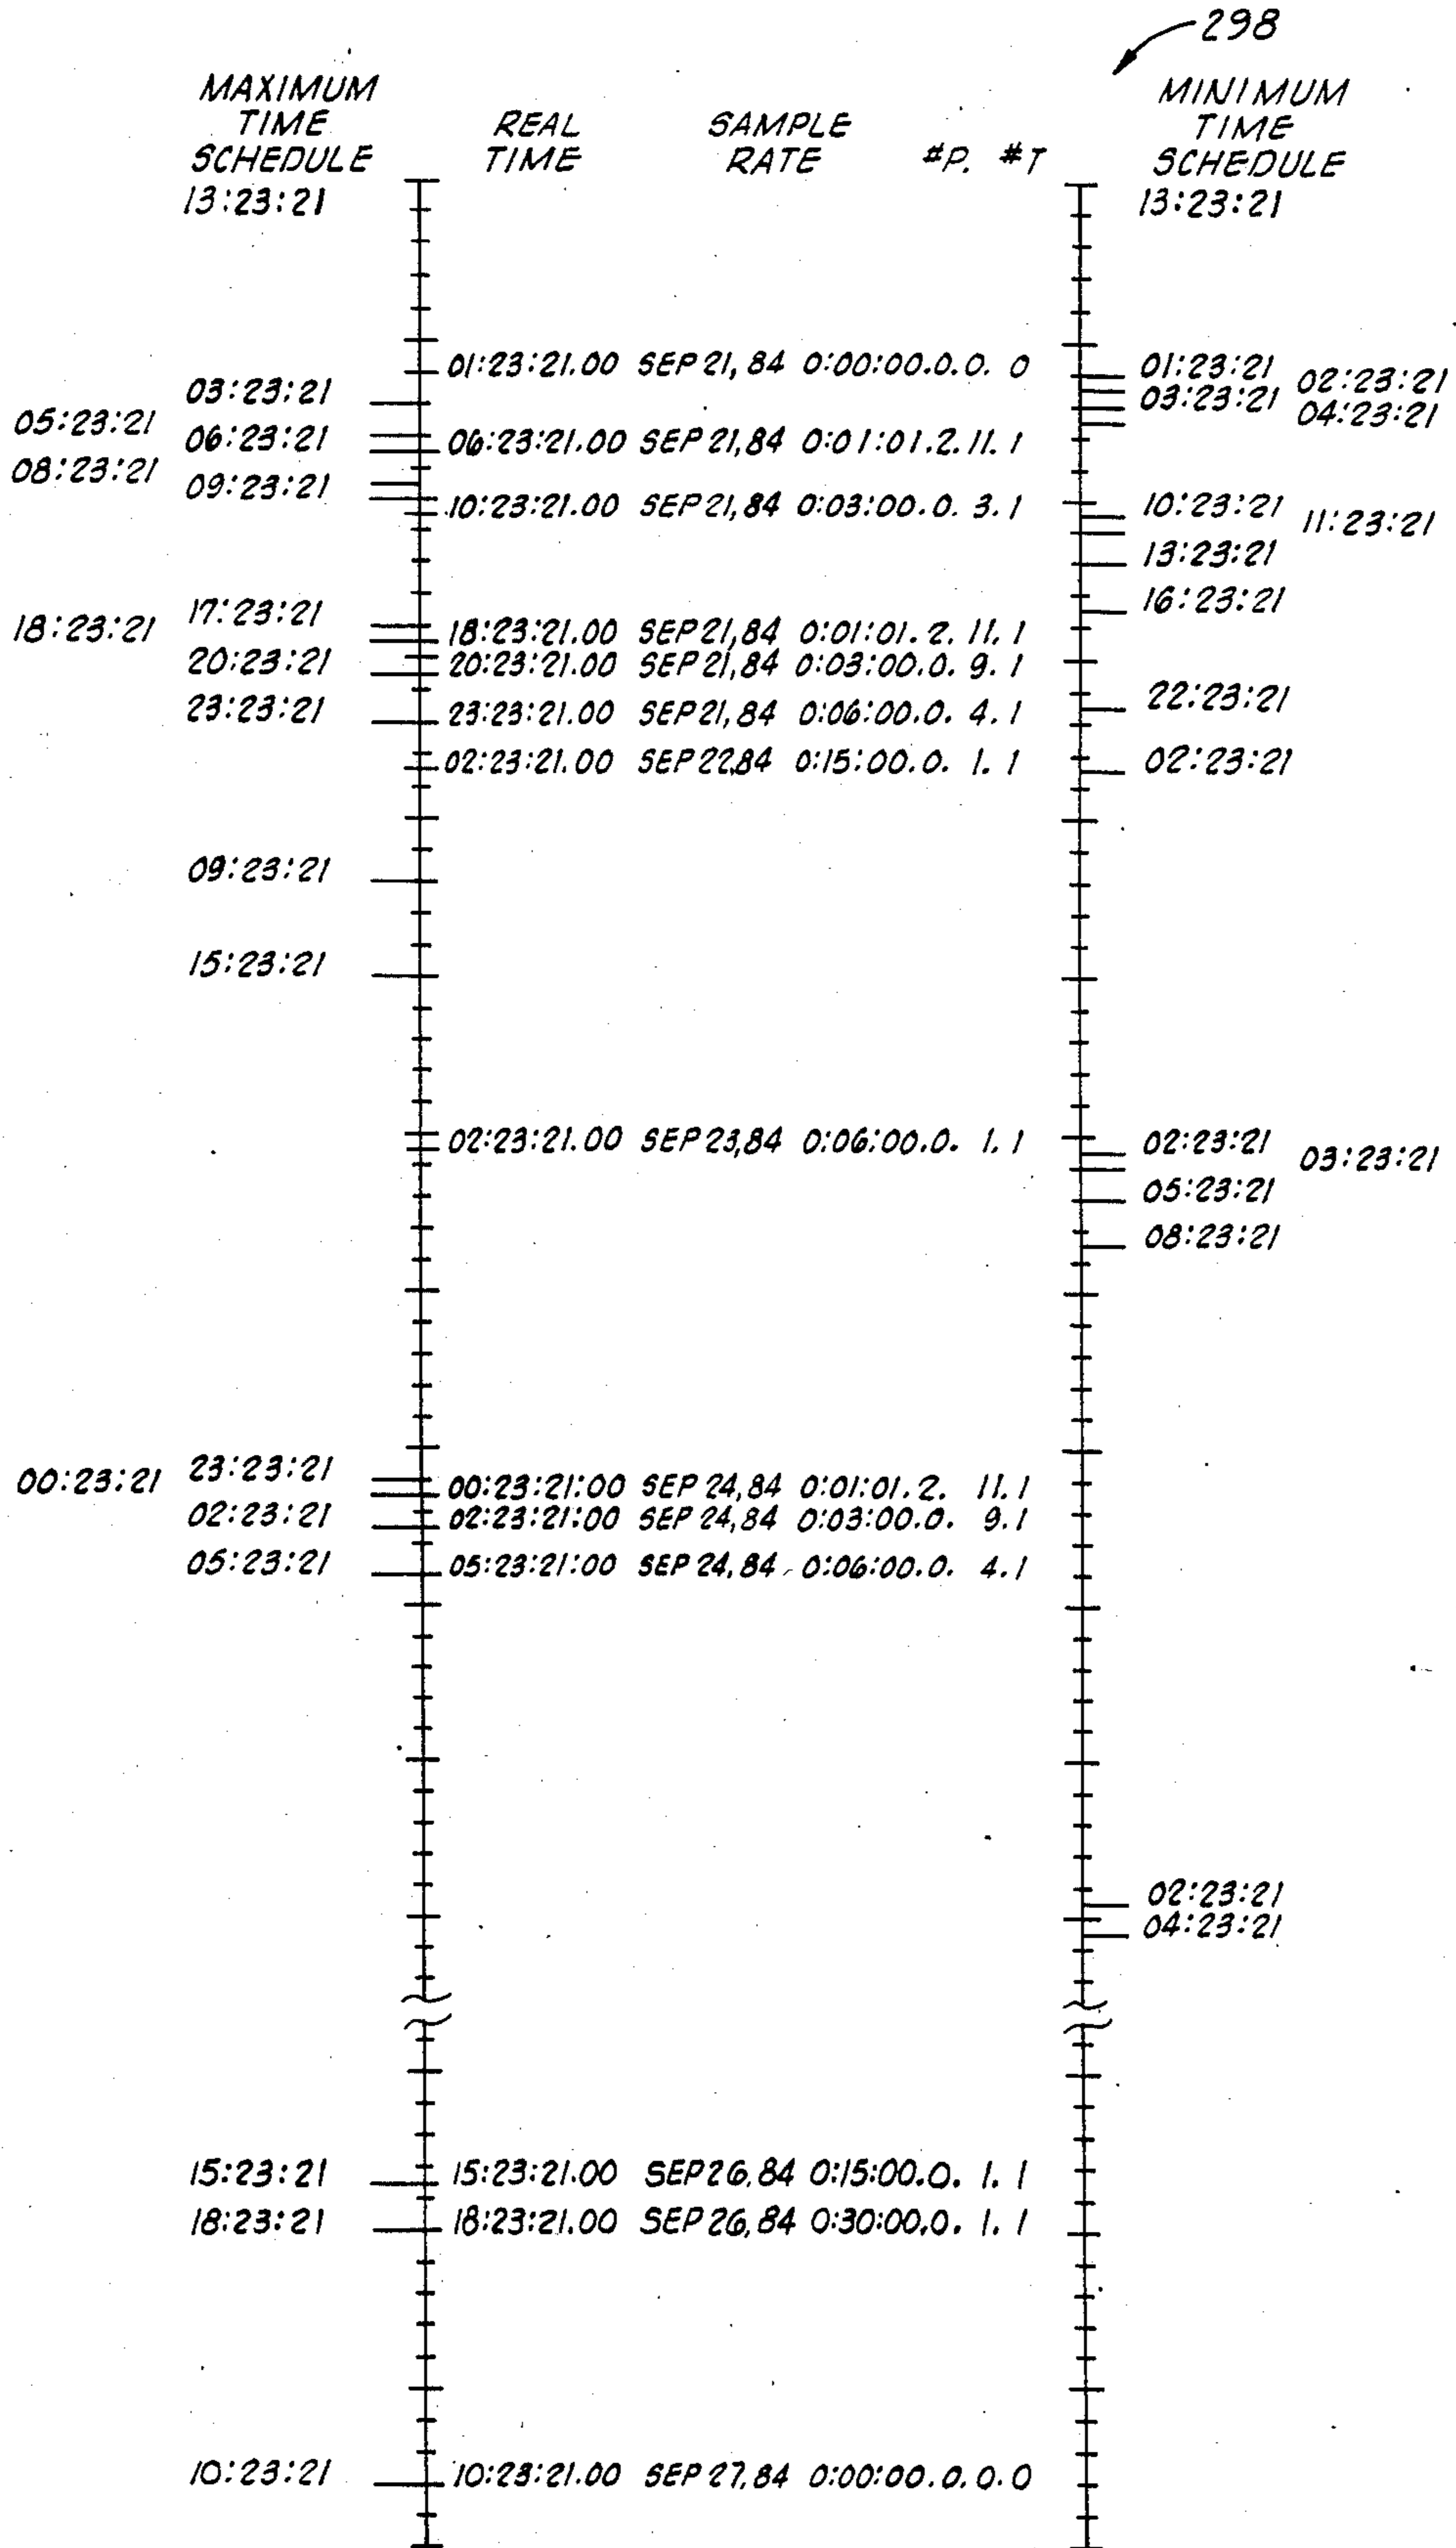 298
MAXIMUM
TIME
SCHEDULE
REAL
TIME
SAMPLE
RATE
#P. #T
MINIMUM
TIME
SCHEDULE
13:23:21
13:23:21
01:23:21.00 SEP 21, 84 0:00:00.0.0. 0
01:23:21
02:23:21
03:23:21
03:23:21
04:23:21
05:23:21
06:23:21
06:23:21.00 SEP 21,84 0:01:01.2.11. 1
08:23:21
09:23:21
10:23:21.00 SEP 21,84 0:03:00.0. 3.1
10:23:21
11:23:21
13:23:21
16:23:21
18:23:21
17:23:21
18:23:21.00 SEP 21,84 0:01:01.2. 11. 1
20:23:21
20:23:21.00 SEP 21,84 0:03:00.0. 9.1
23:23:21
23:23:21.00 SEP 21,84 0:06:00.0. 4.1
22:23:21
02:23:21.00 SEP 22,84 0:15:00.0. 1. 1
02:23:21
09:23:21
15:23:21
02:23:21.00 SEP 23,84 0:06:00.0. 1. 1
02:23:21
03:23:21
05:23:21
08:23:21
00:23:21
23:23:21
00:23:21:00 SEP 24,84 0:01:01.2. 11.1
02:23:21
02:23:21:00 SEP 24,84 0:03:00.0. 9.1
05:23:21
05:23:21:00 SEP 24,84 0:06:00.0. 4.1
02:23:21
04:23:21
15:23:21
15:23:21.00 SEP 26,84 0:15:00.0. 1. 1
18:23:21
18:23:21.00 SEP 26,84 0:30:00.0. 1. 1
10:23:21
10:23:21.00 SEP 27,84 0:00:00.0.0.0